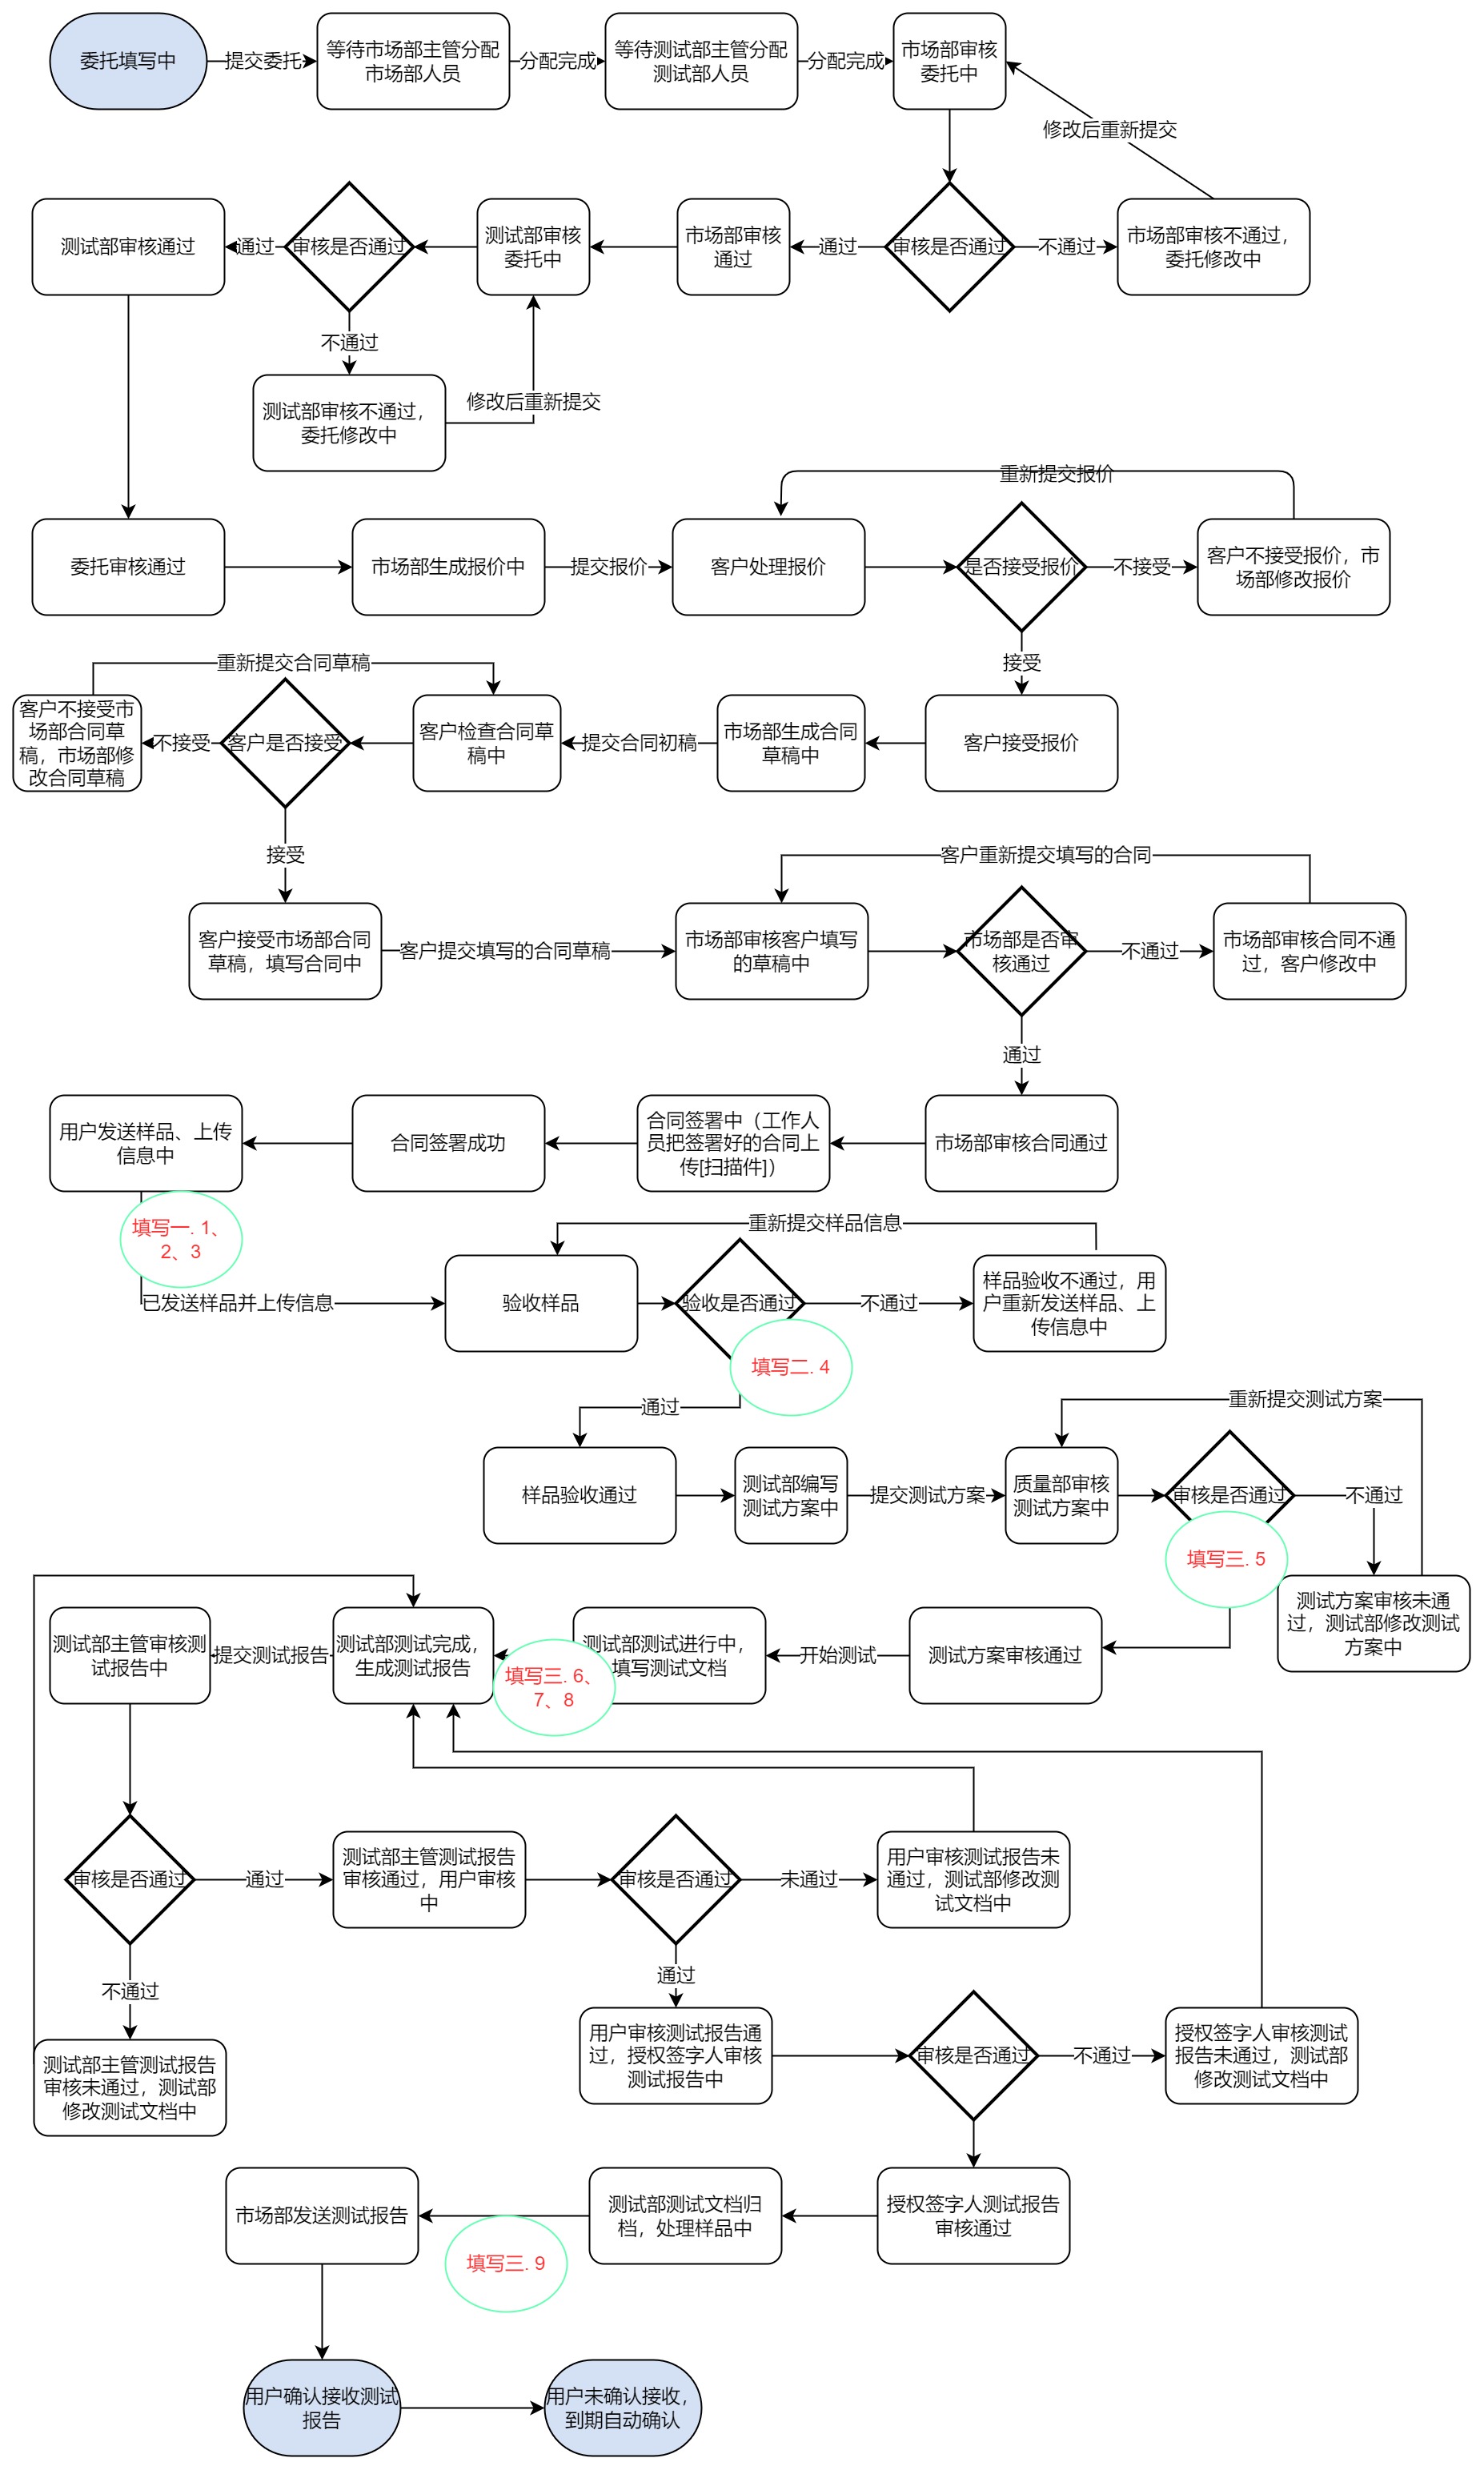 委托填写中
提交委托
等待市场部主管分配
市场部人员
分配完成
等待测试部主管分配
测试部人员
分配完成
市场部审核
委托中
修改后重新提交
测试部审核通过
通过
审核是否通过
测试部审核
委托中
市场部审核
通过
通过
审核是否通过
不通过
市场部审核不通过,
委托修改中
不通过
测试部审核不通过,
委托修改中
修改后重新提交
重新提交报价
委托审核通过
市场部生成报价中
提交报价
客户处理报价
是否接受报价
不接受
客户不接受报价,市
场部修改报价
重新提交合同草稿
接受
客户不接受市
场部合同草
稿,市场部修
改合同草稿
不接受
客户是否接受
客户检查合同草
稿中
提交合同初稿
市场部生成合同
草稿中
客户接受报价
接受
客户重新提交填写的合同
客户接受市场部合同
草稿,填写合同中
客户提交填写的合同草稿
市场部审核客户填写
的草稿中
市场部是否审
核通过
不通过
市场部审核合同不通
过,客户修改中
通过
用户发送样品、上传
信息中
合同签署成功
合同签署中(工作人
员把签署好的合同上
传[扫描件])
市场部审核合同通过
填写一. 1、
2、3
重新提交样品信息
已发送样品并上传信息
验收样品
验收是否通过
不通过
样品验收不通过,用
户重新发送样品、上
传信息中
填写二. 4
通过
重新提交测试方案
样品验收通过
测试部编写
测试方案中
提交测试方案
质量部审核
测试方案中
审核是否通过
不通过
填写三. 5
测试方案审核未通
过,测试部修改测试
方案中
测试部主管审核测
试报告中
提交测试报告
测试部测试完成,
生成测试报告
填写三. 6、
7、8
测试部测试进行中,
填写测试文档
开始测试
测试方案审核通过
审核是否通过
通过
测试部主管测试报告
审核通过,用户审核
中
审核是否通过
未通过
用户审核测试报告未
通过,测试部修改测
试文档中
不通过
通过
测试部主管测试报告
审核未通过,测试部
修改测试文档中
用户审核测试报告通
过,授权签字人审核
测试报告中
审核是否通过
不通过
授权签字人审核测试
报告未通过,测试部
修改测试文档中
市场部发送测试报告
测试部测试文档归
档,处理样品中
授权签字人测试报告
审核通过
填写三. 9
用户确认接收测试
报告
用户未确认接收,
到期自动确认